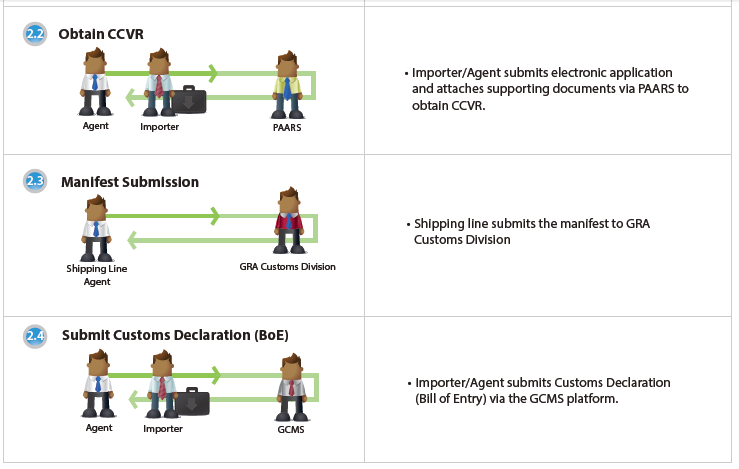 2.2 Obtain CCVR
Agent Importer PAARS
• Importer/Agent submits electronic application
and attaches supporting documents via PAARS to
obtain CCVR.
2.3 Manifest Submission
Shipping Line
Agent
GRA Customs Division
• Shipping line submits the manifest to GRA
Customs Division
2.4 Submit Customs Declaration (BoE)
Agent Importer GCMS
• Importer/Agent submits Customs Declaration
(Bill of Entry) via the GCMS platform.